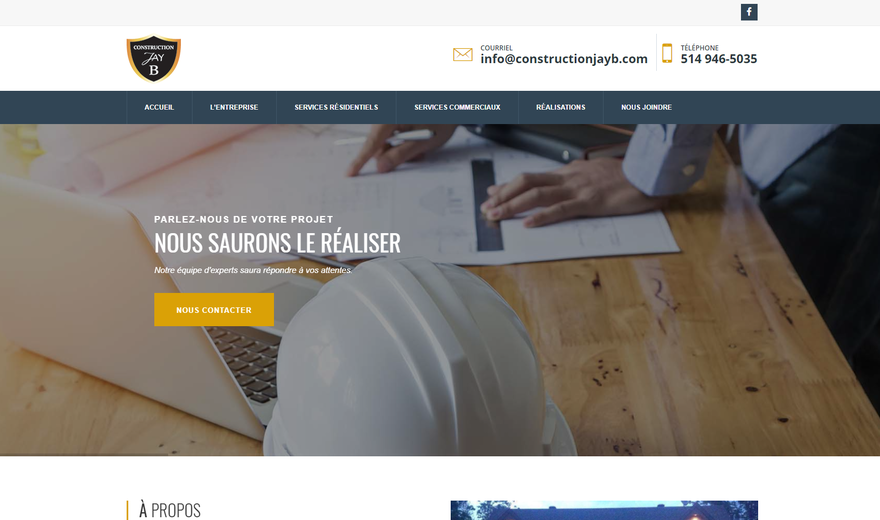 CONSTRUCTION
JAY
B
COURRIEL
info@constructionjayb.com
TÉLÉPHONE
514 946-5035
ACCUEIL
L'ENTREPRISE
SERVICES RÉSIDENTIELS
SERVICES COMMERCIAUX
RÉALISATIONS
NOUS JOINDRE
PARLEZ-NOUS DE VOTRE PROJET
NOUS SAURONS LE RÉALISER
Notre équipe d'experts saura répondre à vos attentes.
NOUS CONTACTER
À PROPOS